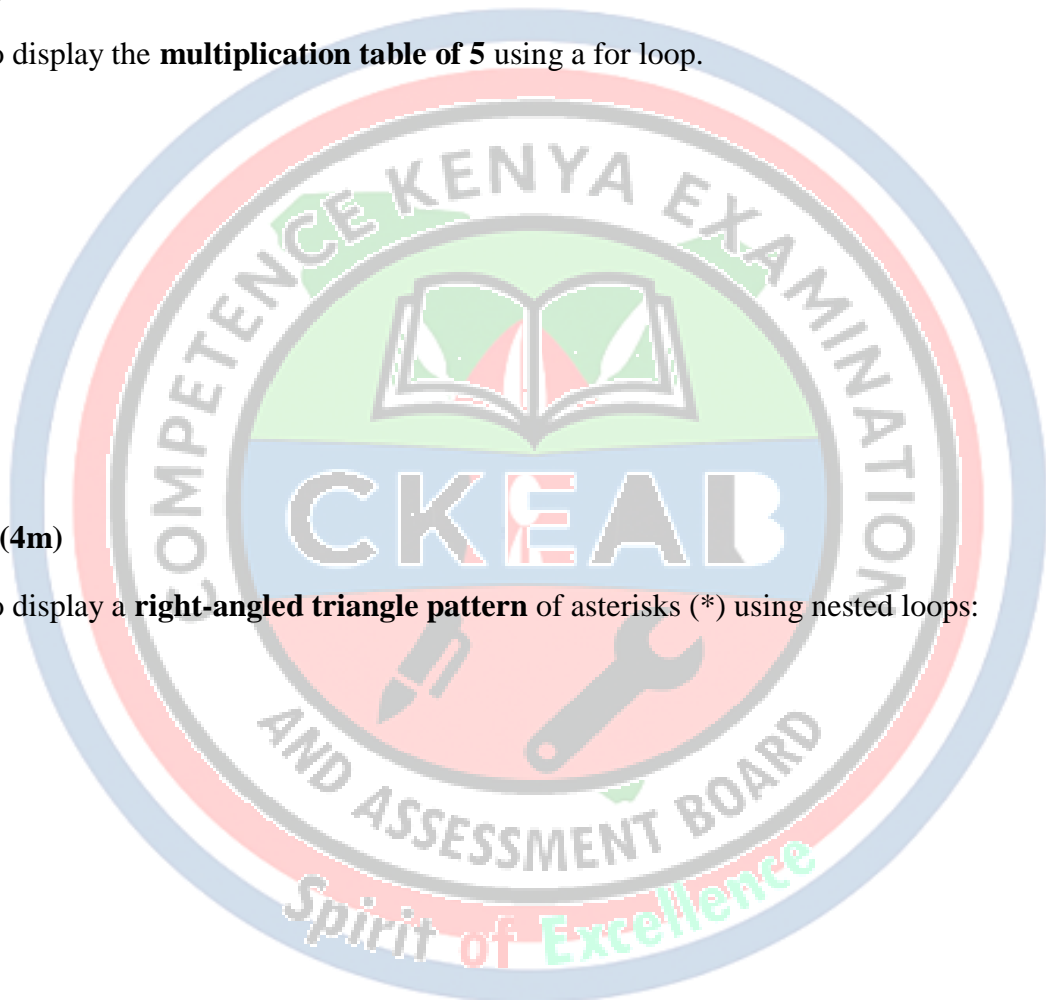 o display the multiplication table of 5 using a for loop.
COMPETENCE KENYA EXAMINATION
CKEAB
(4m)
o display a right-angled triangle pattern of asterisks (*) using nested loops:
AND ASSESSMENT BOARD
Spirit of Excellence